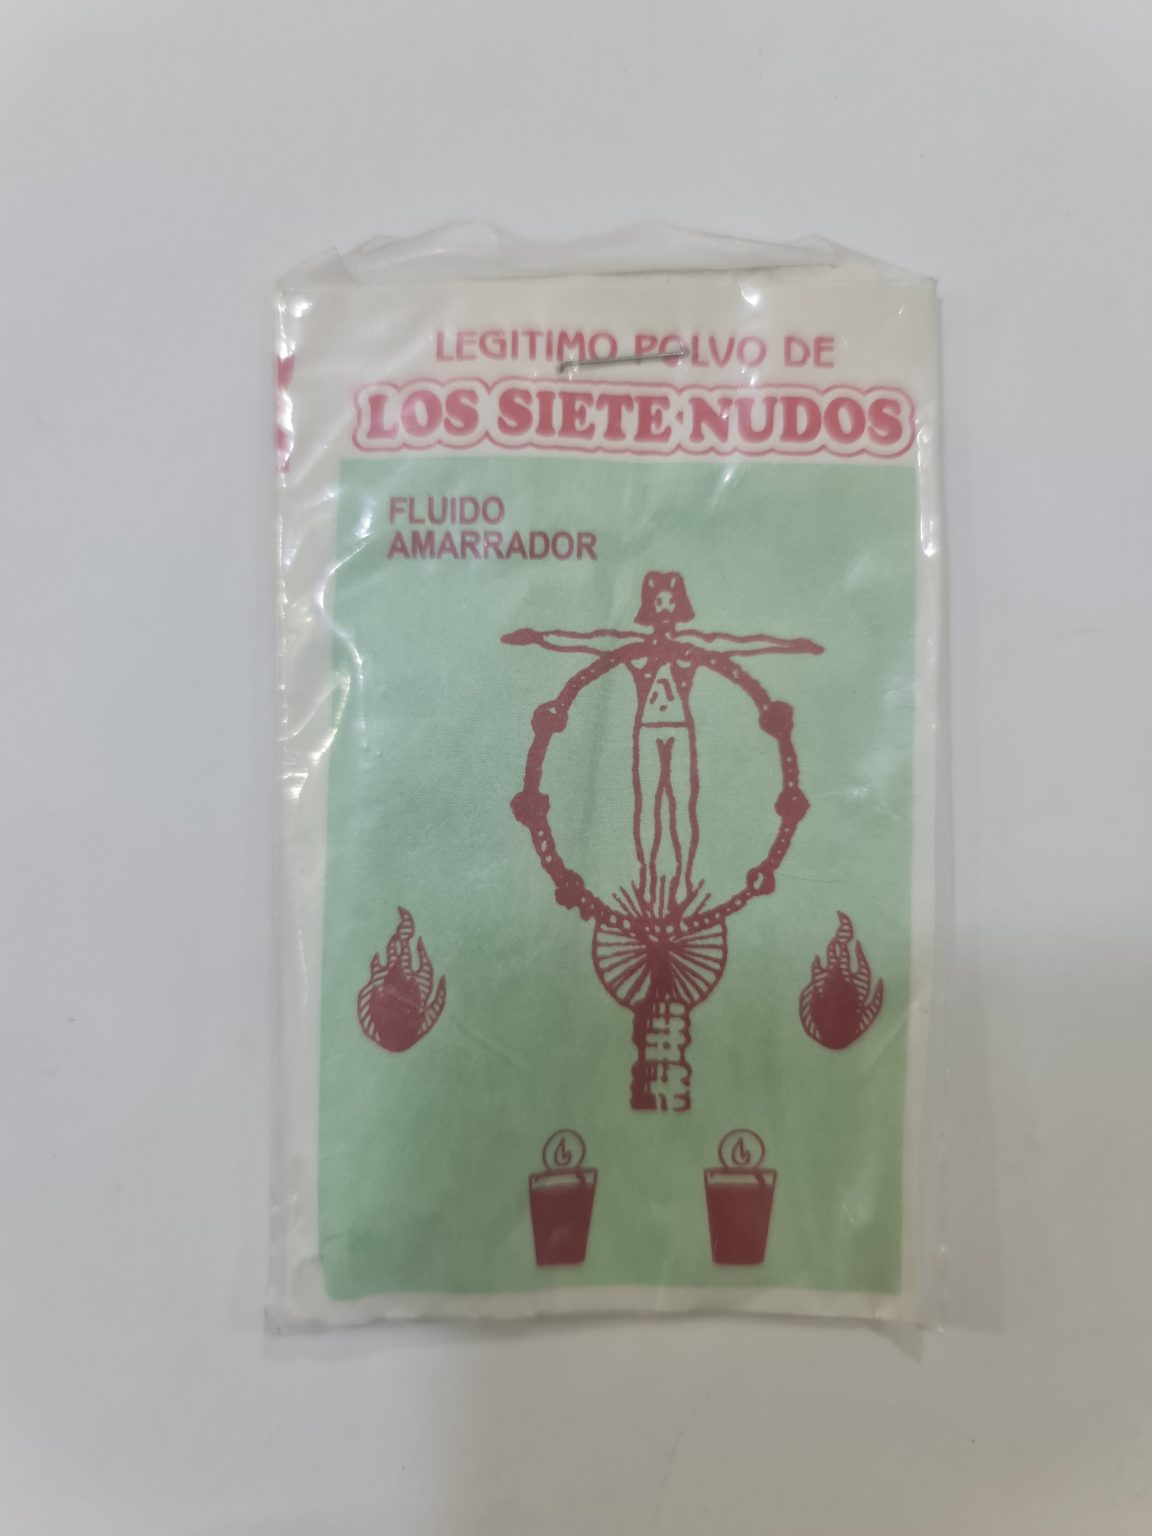 LEGITIMO POLVO DE
LOS SIETE NUDOS
FLUIDO
AMARRADOR